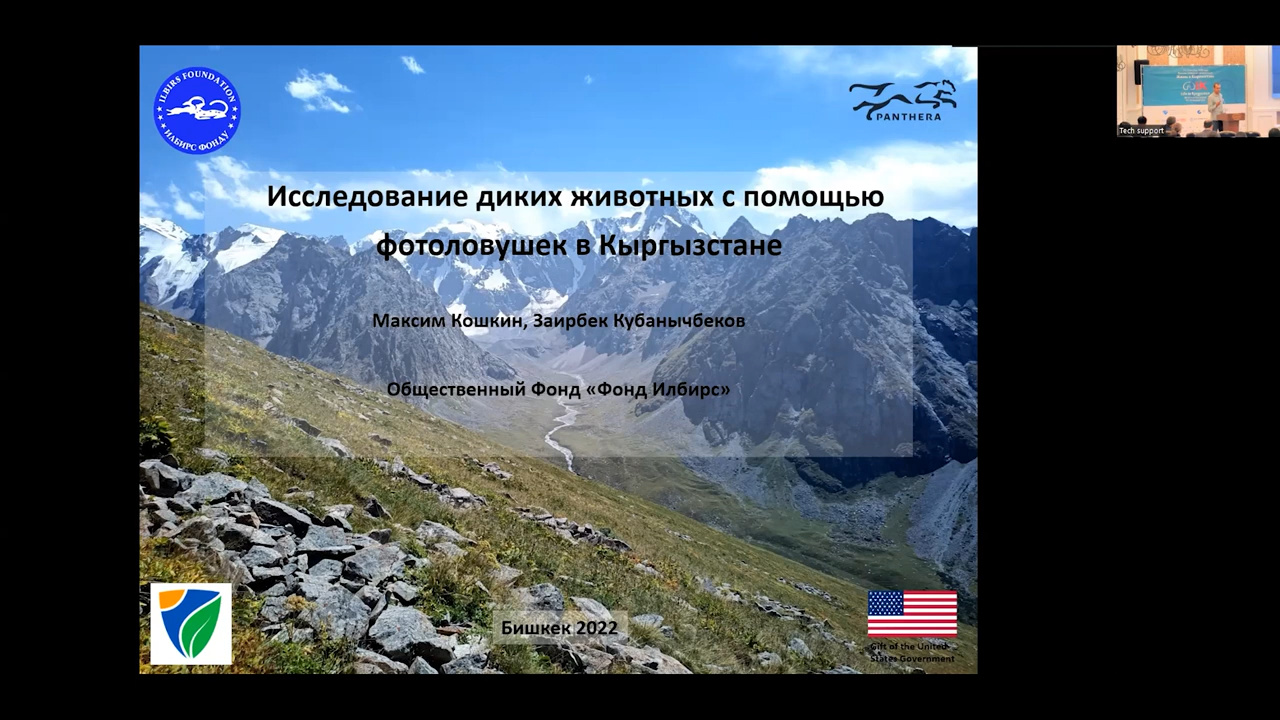 ILBIRS FOUNDATION
ИЛБИРС ФОНДУ
PANTHERA
Исследование диких животных с помощью
фотоловушек в Кыргызстане
Максим Кошкин, Заирбек Кубанычбеков
Общественный Фонд «Фонд Илбирс»
Бишкек 2022
Gift of the United
States Government
Tech support